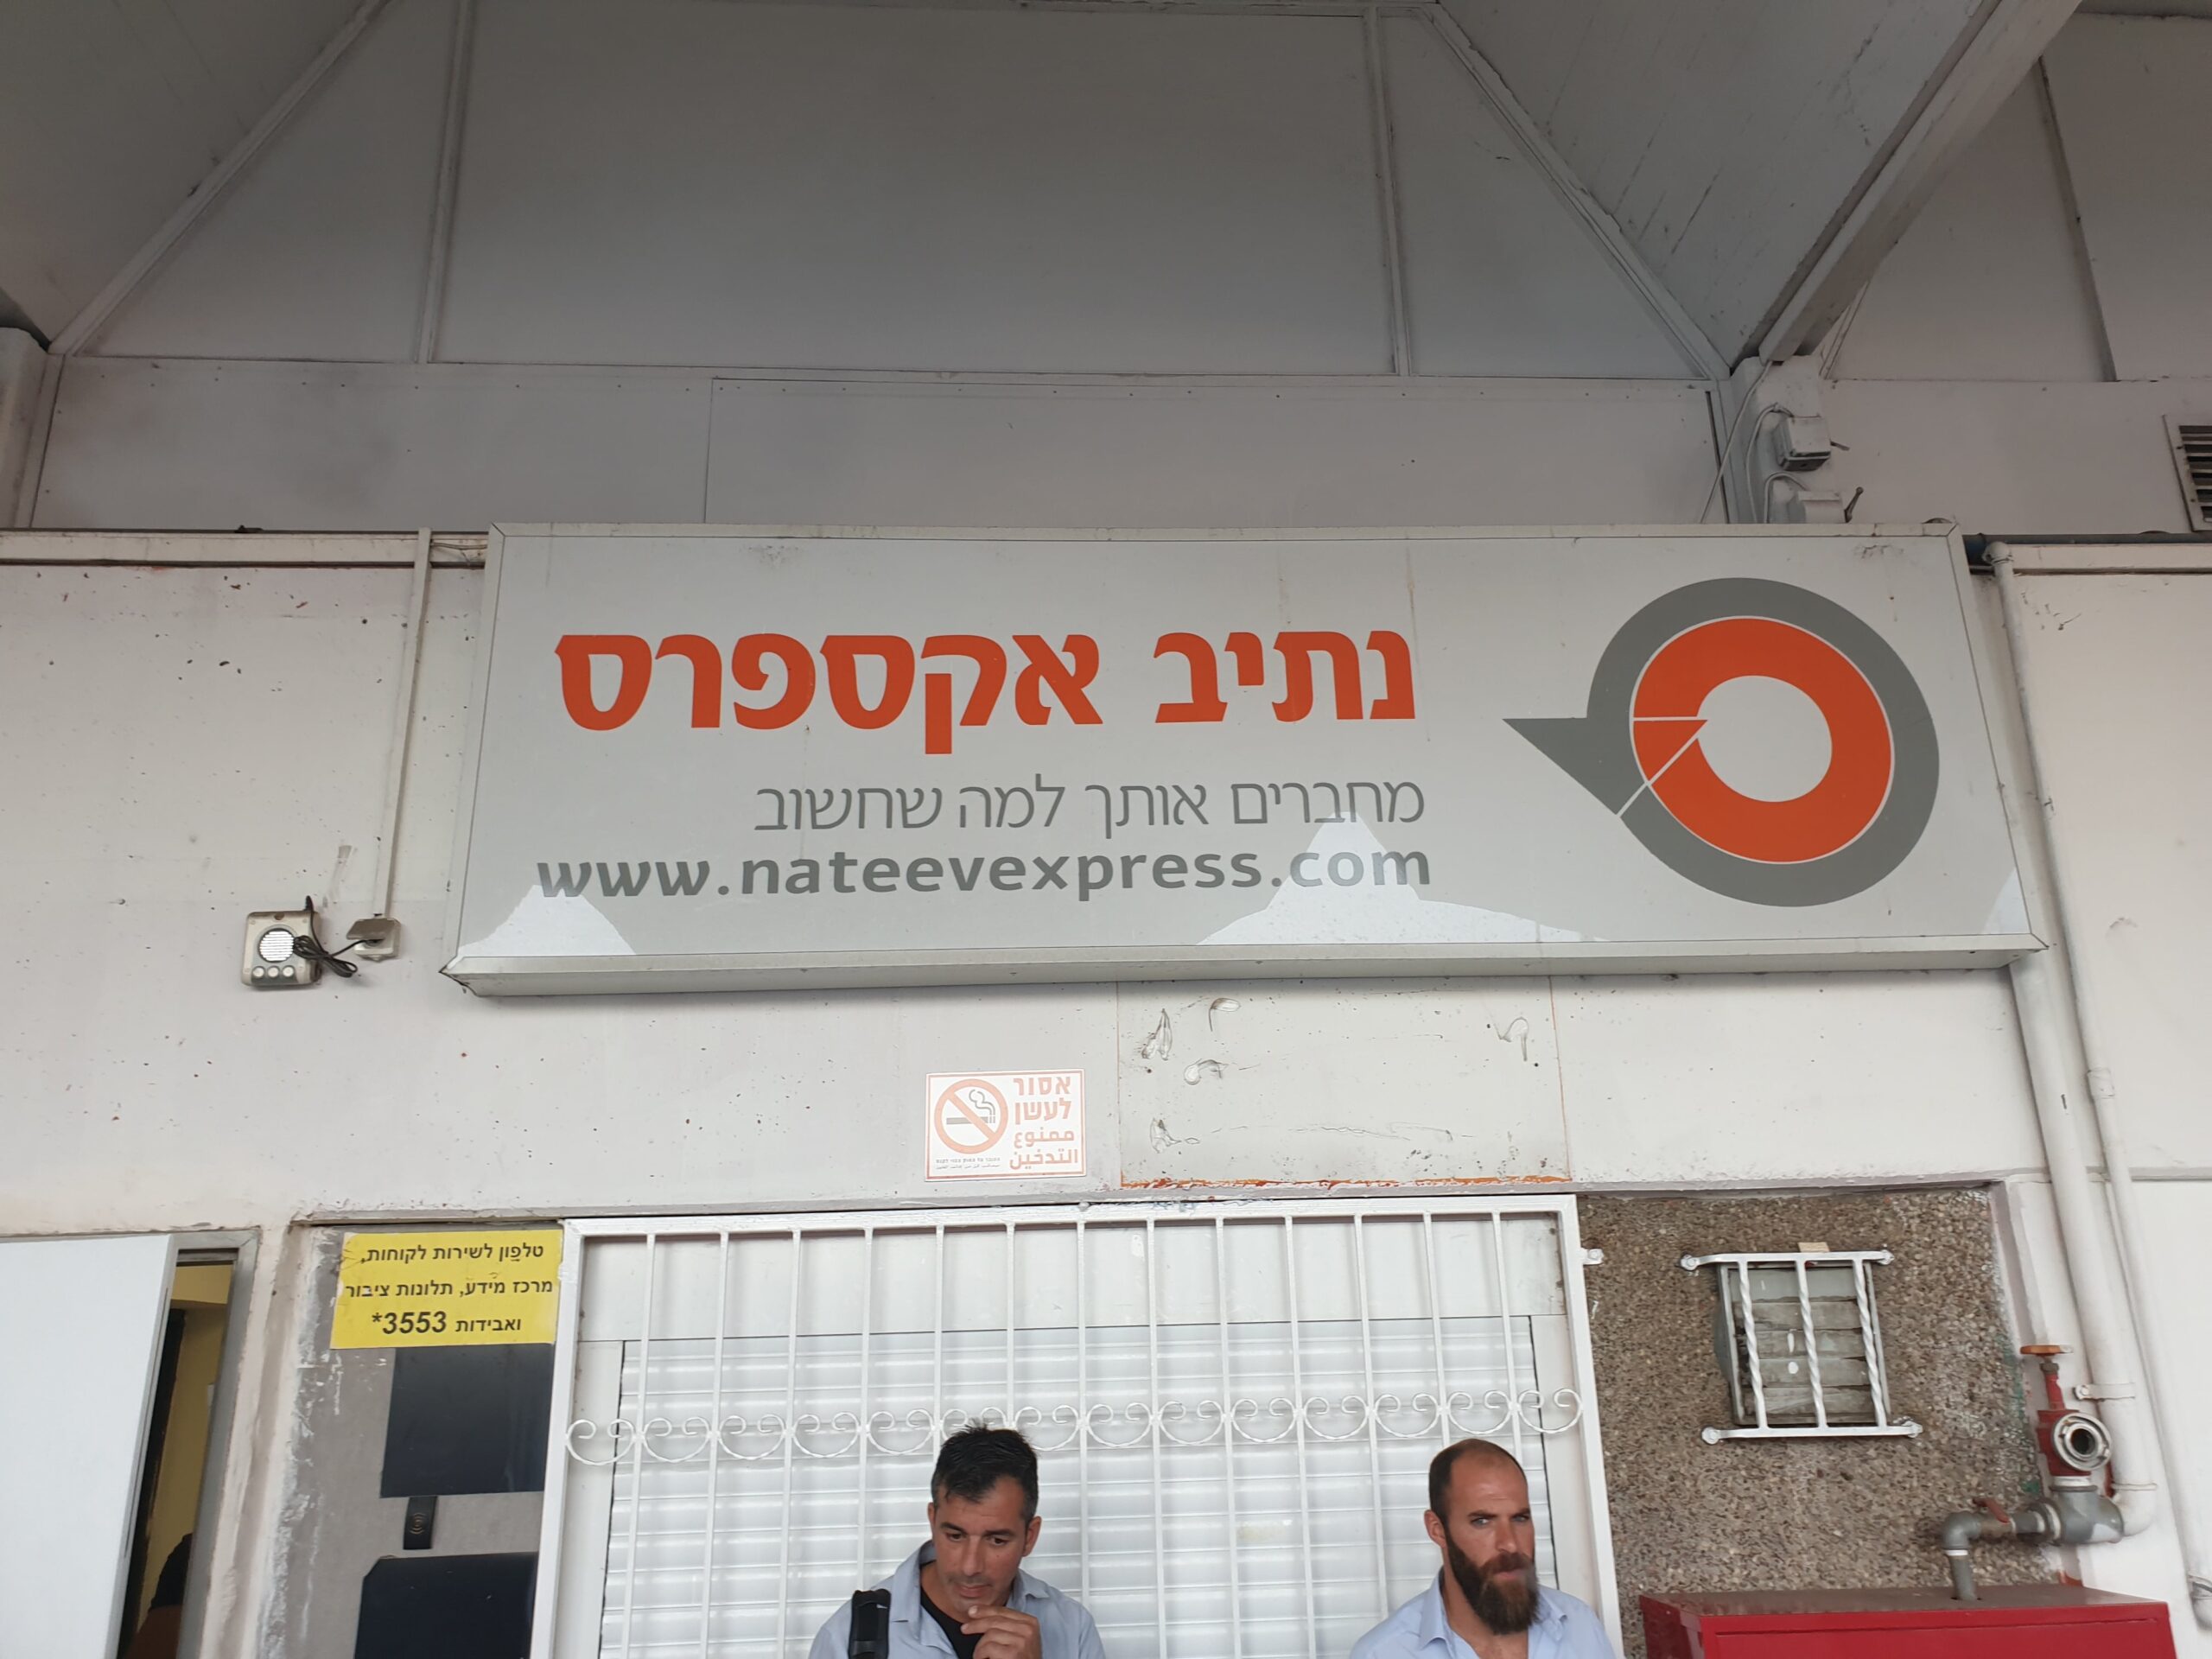 נתיב אקספרס
מחברים אותך למה שחשוב
www.nateevexpress.com
אסור
לעשן
ממنوع
التدخين
טלפון לשירות לקוחות,
מרכז מידע, תלונות ציבור
ואבידות 3553*